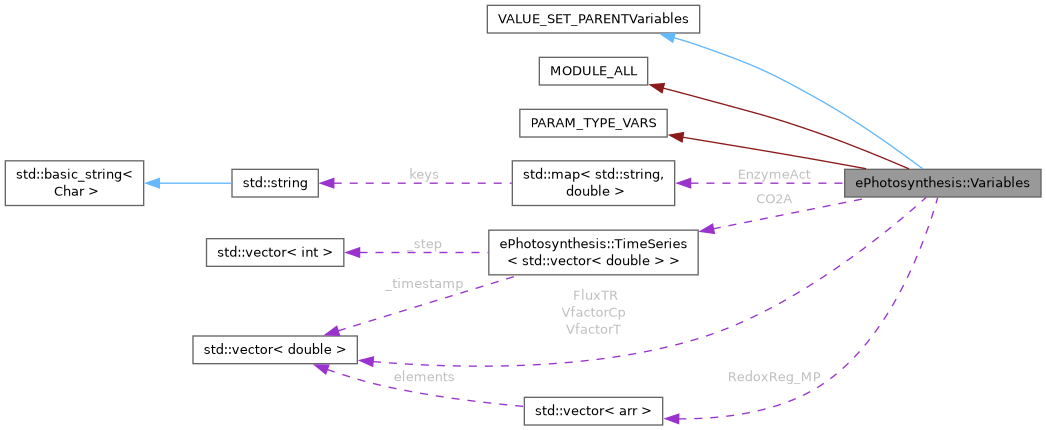 VALUE_SET_PARENTVariables
MODULE_ALL
PARAM_TYPE_VARS
std::basic_string<
Char >
std::string
keys
std::map< std::string,
double >
EnzymeAct
ePhotosynthesis::Variables
CO2A
std::vector< int >
_step
ePhotosynthesis::TimeSeries
< std::vector< double > >
_timestamp
FluxTR
VfactorCp
VfactorT
std::vector< double >
elements
RedoxReg_MP
std::vector< arr >